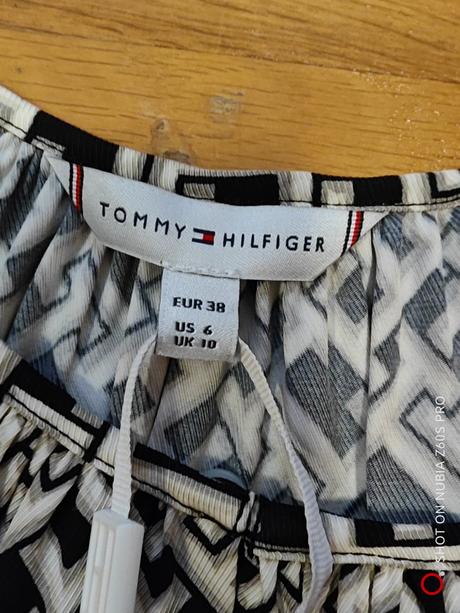 TOMMY HILFIGER
EUR 38
US 6
UK 10
SHOT ON NUBIA Z60S PRO